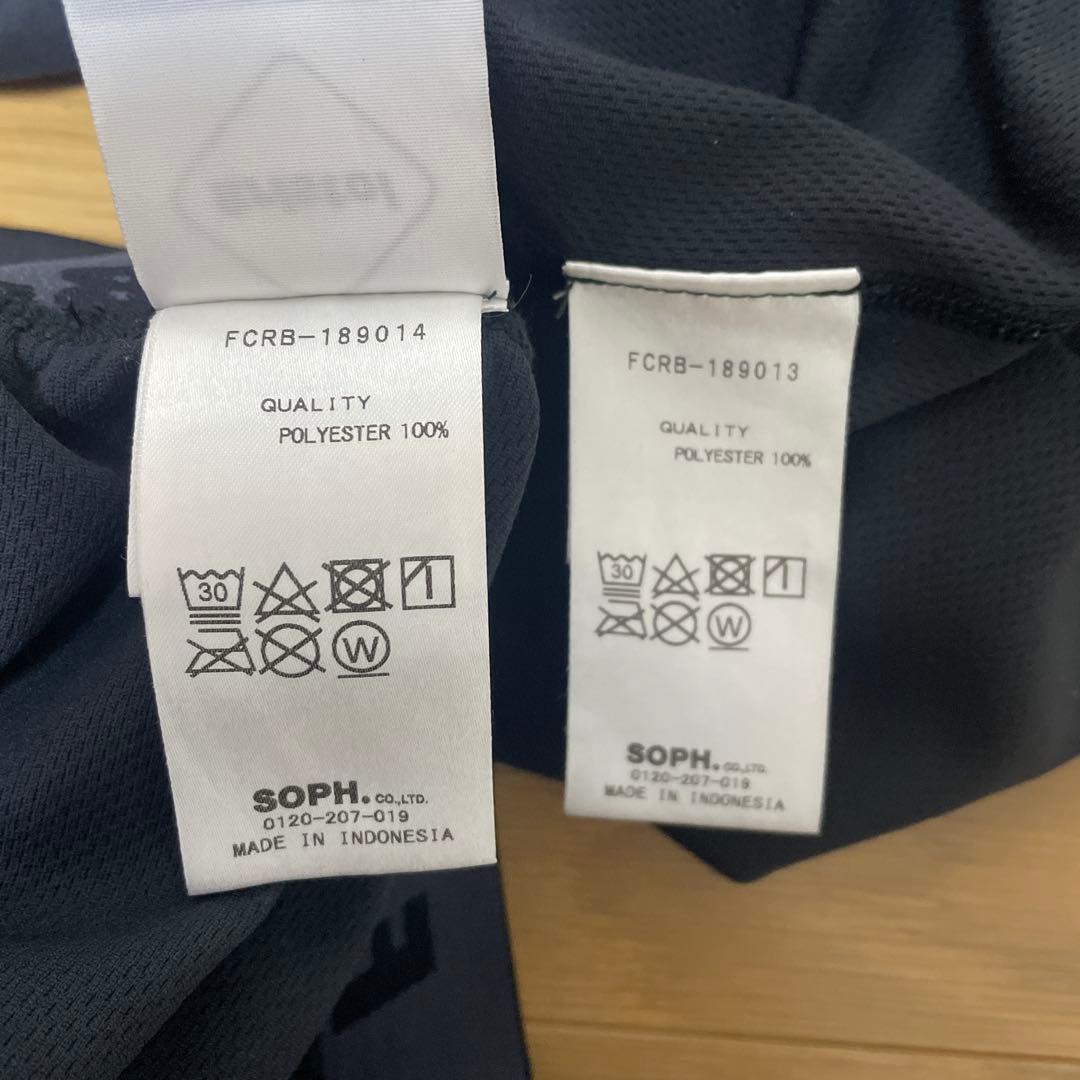 FCRB-189014
QUALITY
POLYESTER 100%
30
W
SOPH. CO.,LTD.
0120-207-019
MADE IN INDONESIA
FCRB-189013
QUALITY
POLYESTER 100%
30
W
SOPH. CO.,LTD.
0120-207-019
MADE IN INDONESIA